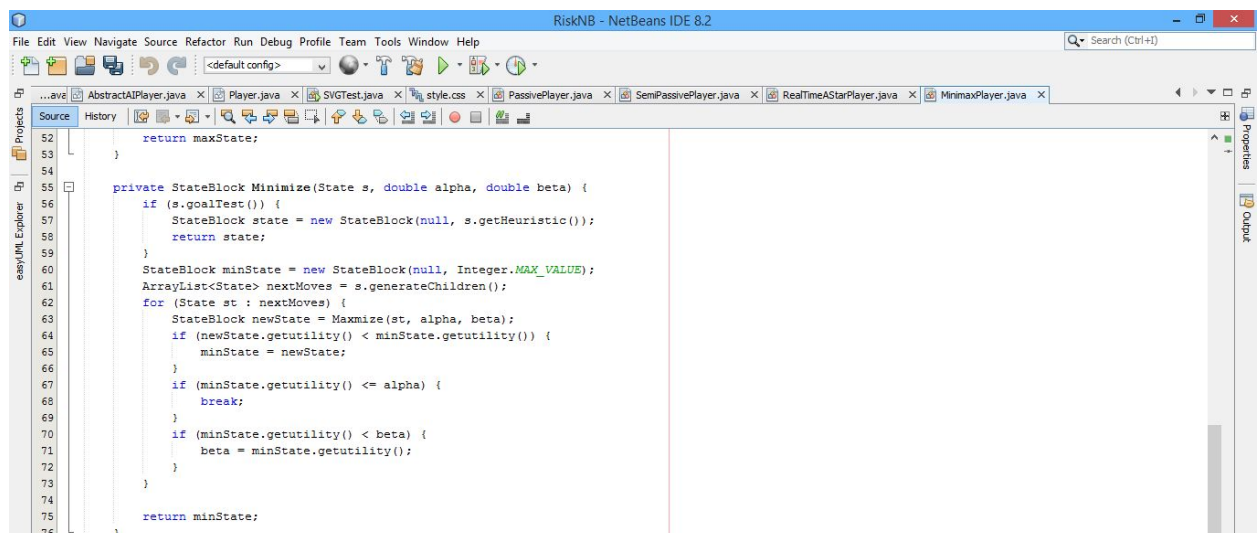 RiskNB - NetBeans IDE 8.2
File Edit View Navigate Source Refactor Run Debug Profile Team Tools Window Help
Search (Ctrl+I)
<default config>
...ava AbstractAIPlayer.java Player.java SVGTest.java style.css PassivePlayer.java SemiPassivePlayer.java RealTimeAStarPlayer.java MinimaxPlayer.java
Source History
Projects
easyUML Explorer
Properties
Output
52 return maxState;
53 }
54
55 private StateBlock Minimize(State s, double alpha, double beta) {
56 if (s.goalTest()) {
57 StateBlock state = new StateBlock(null, s.getHeuristic());
58 return state;
59 }
60 StateBlock minState = new StateBlock(null, Integer.MAX_VALUE);
61 ArrayList<State> nextMoves = s.generateChildren();
62 for (State st : nextMoves) {
63 StateBlock newState = Maxmize(st, alpha, beta);
64 if (newState.getutility() < minState.getutility()) {
65 minState = newState;
66 }
67 if (minState.getutility() <= alpha) {
68 break;
69 }
70 if (minState.getutility() < beta) {
71 beta = minState.getutility();
72 }
73 }
74
75 return minState;
76 }